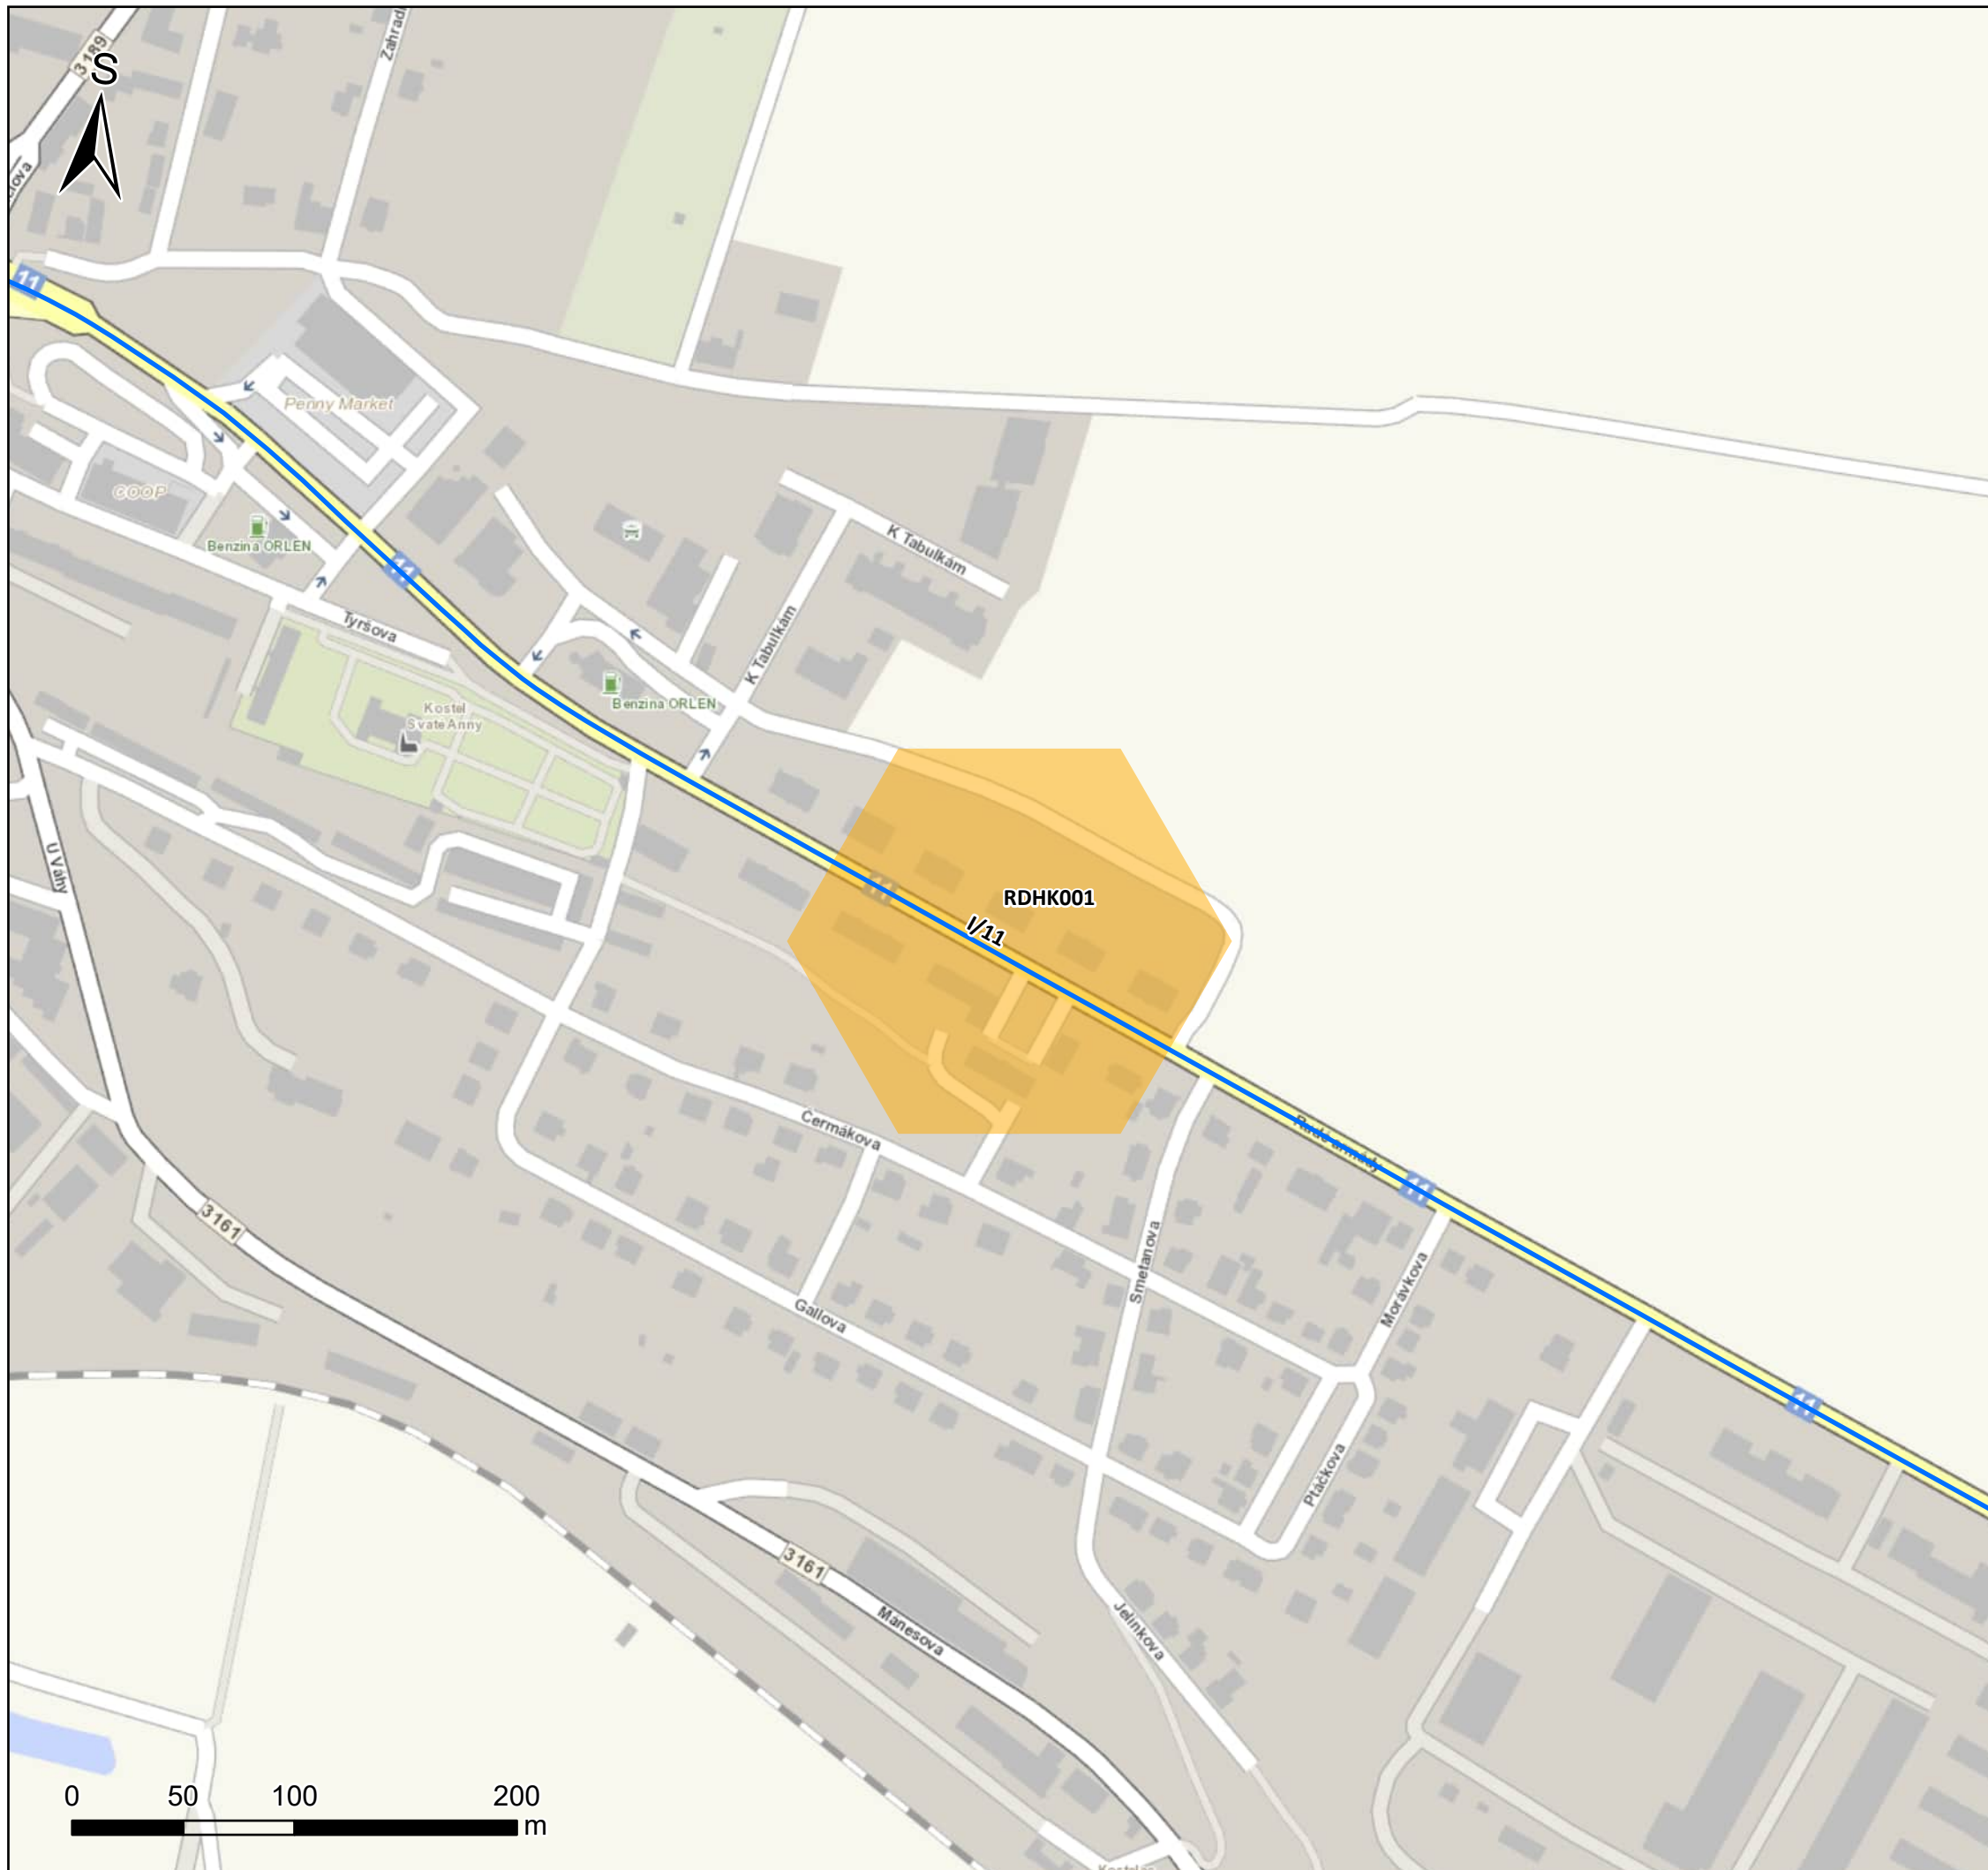 3189
S
Zahrad
11
Penny Market
COOP
Benzina ORLEN
11
Tyršova
K Tabulkám
K Tabulkám
Benzina ORLEN
Kostel
Svaté Anny
U Váhy
11
RDHK001
I/11
Čermákova
Rudé armády
11
3161
Smetanova
Morávkova
Gallova
11
Ptáčkova
3161
Mánesova
Jelínkova
0 50 100 200
m